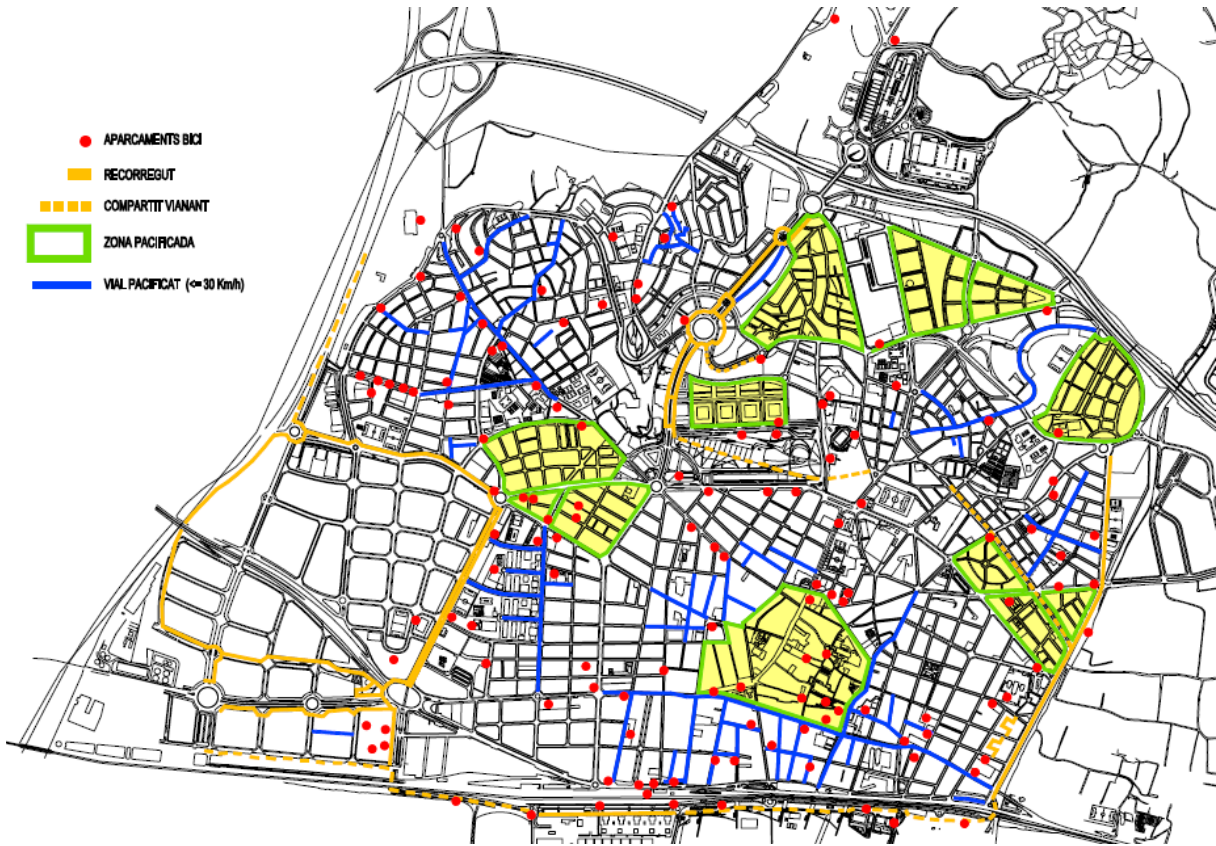 APARCAMENTS BICI
RECORREGUT
COMPARTIT VIANANT
ZONA PACIFICADA
VIAL PACIFICAT (<= 30 Km/h)